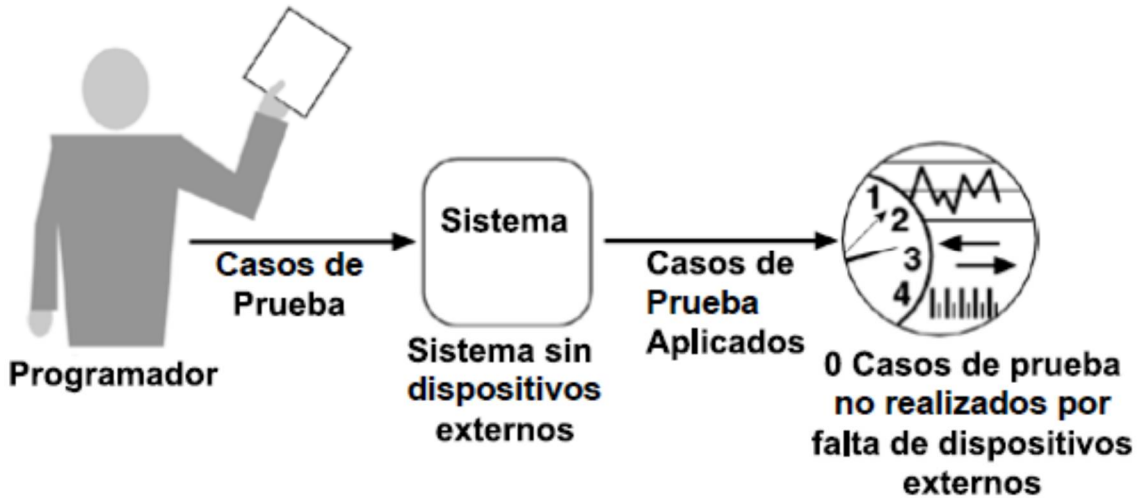 Programador
Casos de
Prueba
Sistema
Sistema sin
dispositivos
externos
Casos de
Prueba
Aplicados
1
2
3
4
0 Casos de prueba
no realizados por
falta de dispositivos
externos